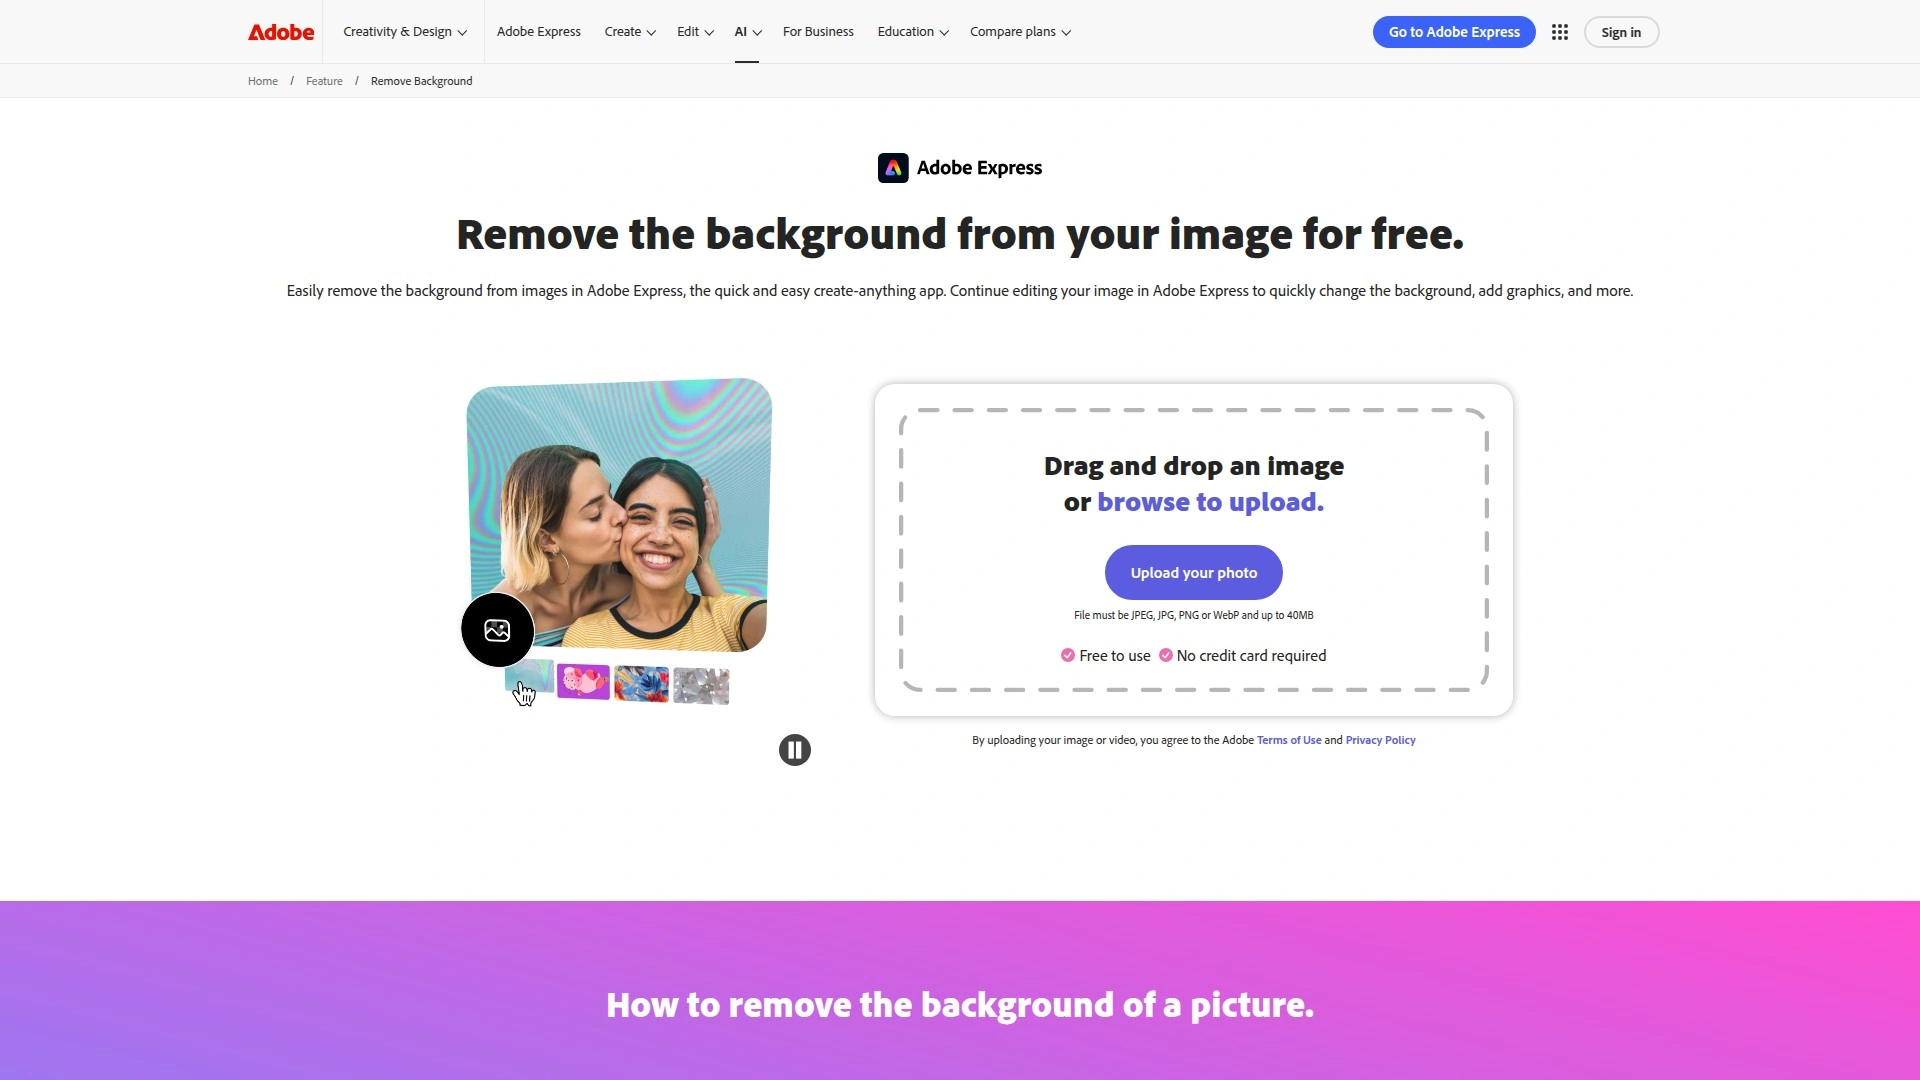 Adobe
Creativity & Design
Adobe Express
Create
Edit
AI
For Business
Education
Compare plans
Go to Adobe Express
Sign in
Home / Feature / Remove Background
Adobe Express
Remove the background from your image for free.
Easily remove the background from images in Adobe Express, the quick and easy create-anything app. Continue editing your image in Adobe Express to quickly change the background, add graphics, and more.
Drag and drop an image
or browse to upload.
Upload your photo
File must be JPEG, JPG, PNG or WebP and up to 40MB
Free to use No credit card required
By uploading your image or video, you agree to the Adobe Terms of Use and Privacy Policy
How to remove the background of a picture.